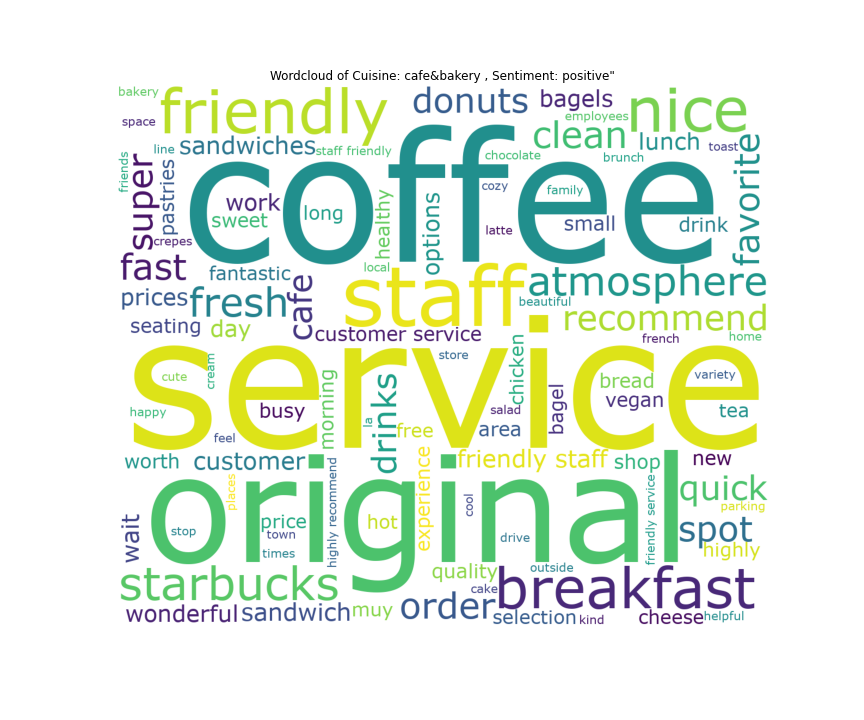 Wordcloud of Cuisine: cafe&bakery , Sentiment: positive"
bakery
friendly
donuts
bagels
nice
space
employees
clean
lunch
toast
line
sandwiches
staff friendly
chocolate
brunch
friends
super
pastries
coffee
favorite
work
sweet
long
healthy
options
cozy
family
small
drink
latte
crepes
fast
fantastic
local
staff
atmosphere
prices
fresh
cafe
beautiful
recommend
seating
day
customer service
french
home
service
store
chicken
cute
cream
morning
drinks
bread
variety
happy
busy
la
salad
bagel
vegan
tea
feel
free
area
worth
customer
friendly staff
shop
new
original
places
highly recommend
experience
cool
friendly service
quick
wait
stop
price
town
hot
times
drive
parking
spot
highly
outside
starbucks
quality
cake
breakfast
wonderful
sandwich
muy
order
selection
kind
cheese
helpful